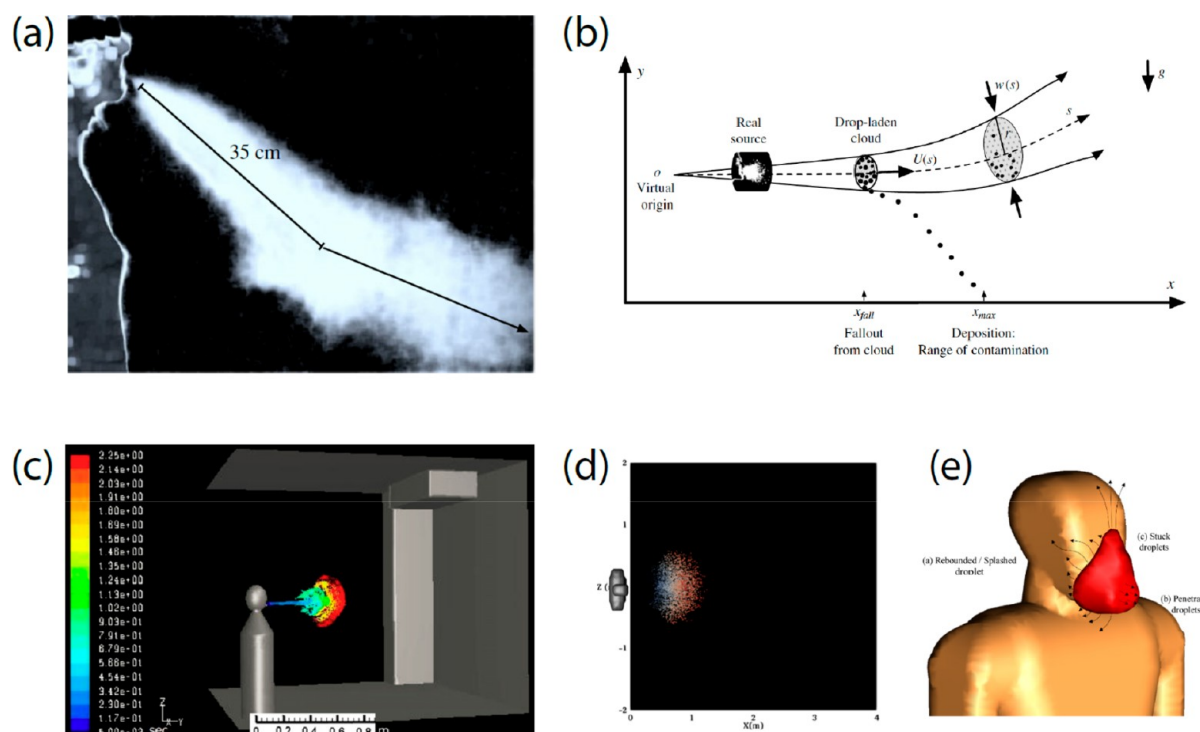 (a)
35 cm
(b)
y
g
w(s)
Real
source
Drop-laden
cloud
s
r
U(s)
o
Virtual
origin
x
x_fall
x_max
Fallout
from cloud
Deposition:
Range of contamination
(c)
2.25e+00
2.14e+00
2.03e+00
1.91e+00
1.80e+00
1.69e+00
1.58e+00
1.46e+00
1.35e+00
1.24e+00
1.13e+00
1.02e+00
9.03e-01
7.91e-01
6.79e-01
5.66e-01
4.54e-01
3.42e-01
2.30e-01
1.17e-01
sec
Z
X Y
0 0.2 0.4 0.6 0.8 m
(d)
2
1
Z(
-1
-2
0
1
2
3
4
X(m)
(e)
(c) Stuck
droplets
(a) Rebounded / Splashed
droplet
(b) Penetra
droplets